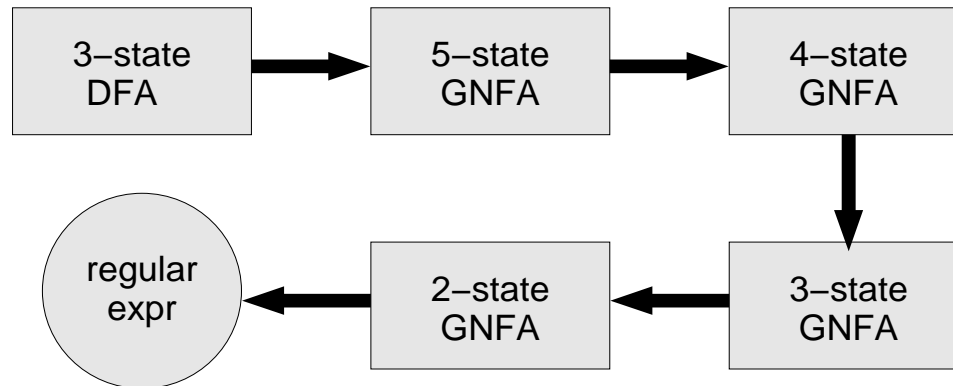 3–state
DFA
5–state
GNFA
4–state
GNFA
3–state
GNFA
2–state
GNFA
regular
expr